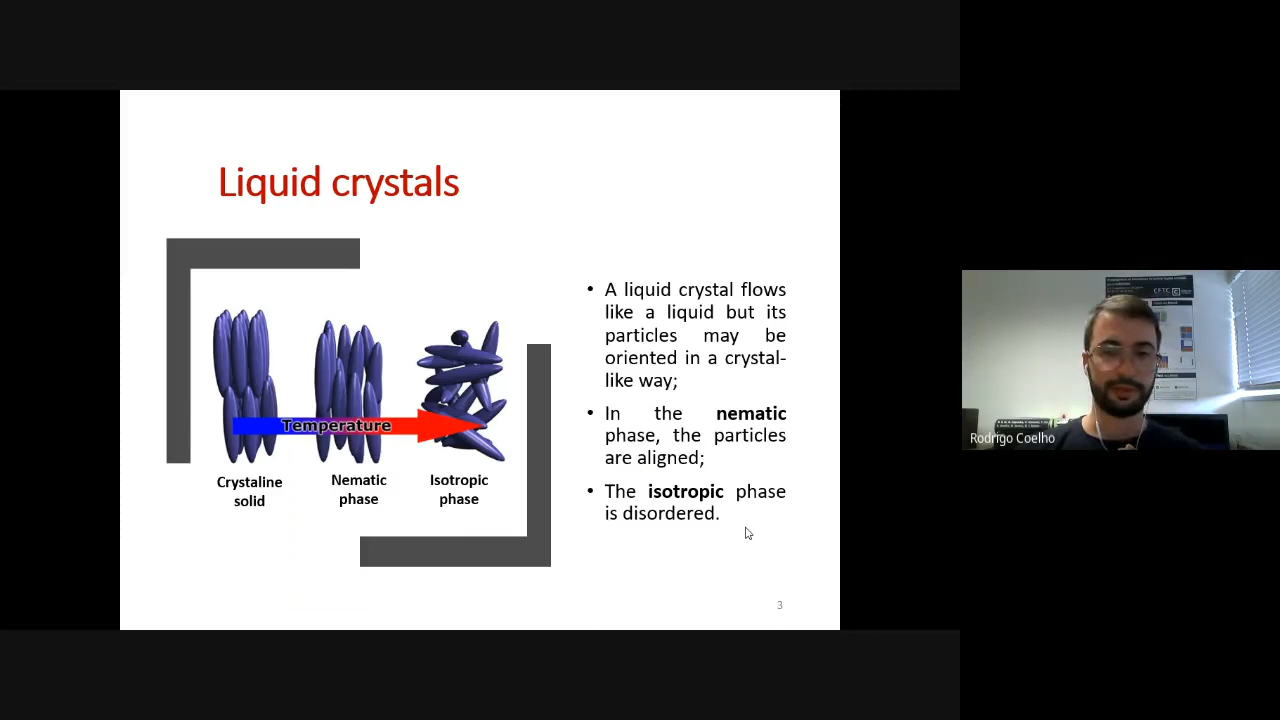 Liquid crystals
Temperature
Crystaline
solid
Nematic
phase
Isotropic
phase
• A liquid crystal flows
like a liquid but its
particles may be
oriented in a crystal-
like way;
• In the nematic
phase, the particles
are aligned;
• The isotropic phase
is disordered.
3
CFTC
Rodrigo Coelho